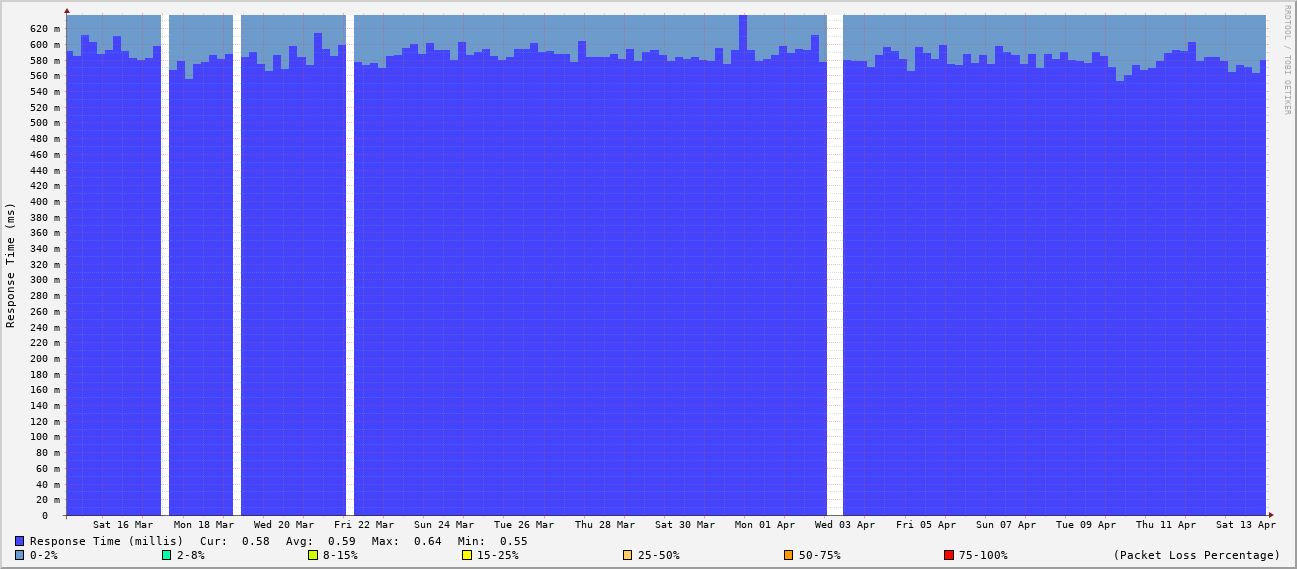 620 m
600 m
580 m
560 m
540 m
520 m
500 m
480 m
460 m
440 m
420 m
400 m
380 m
360 m
340 m
320 m
300 m
280 m
260 m
240 m
220 m
200 m
180 m
160 m
140 m
120 m
100 m
80 m
60 m
40 m
20 m
0
Response Time (ms)
RRDTOOL / TOBI OETIKER
Sat 16 Mar Mon 18 Mar Wed 20 Mar Fri 22 Mar Sun 24 Mar Tue 26 Mar Thu 28 Mar Sat 30 Mar Mon 01 Apr Wed 03 Apr Fri 05 Apr Sun 07 Apr Tue 09 Apr Thu 11 Apr Sat 13 Apr
Response Time (millis) Cur: 0.58 Avg: 0.59 Max: 0.64 Min: 0.55
0-2% 2-8% 8-15% 15-25% 25-50% 50-75% 75-100% (Packet Loss Percentage)